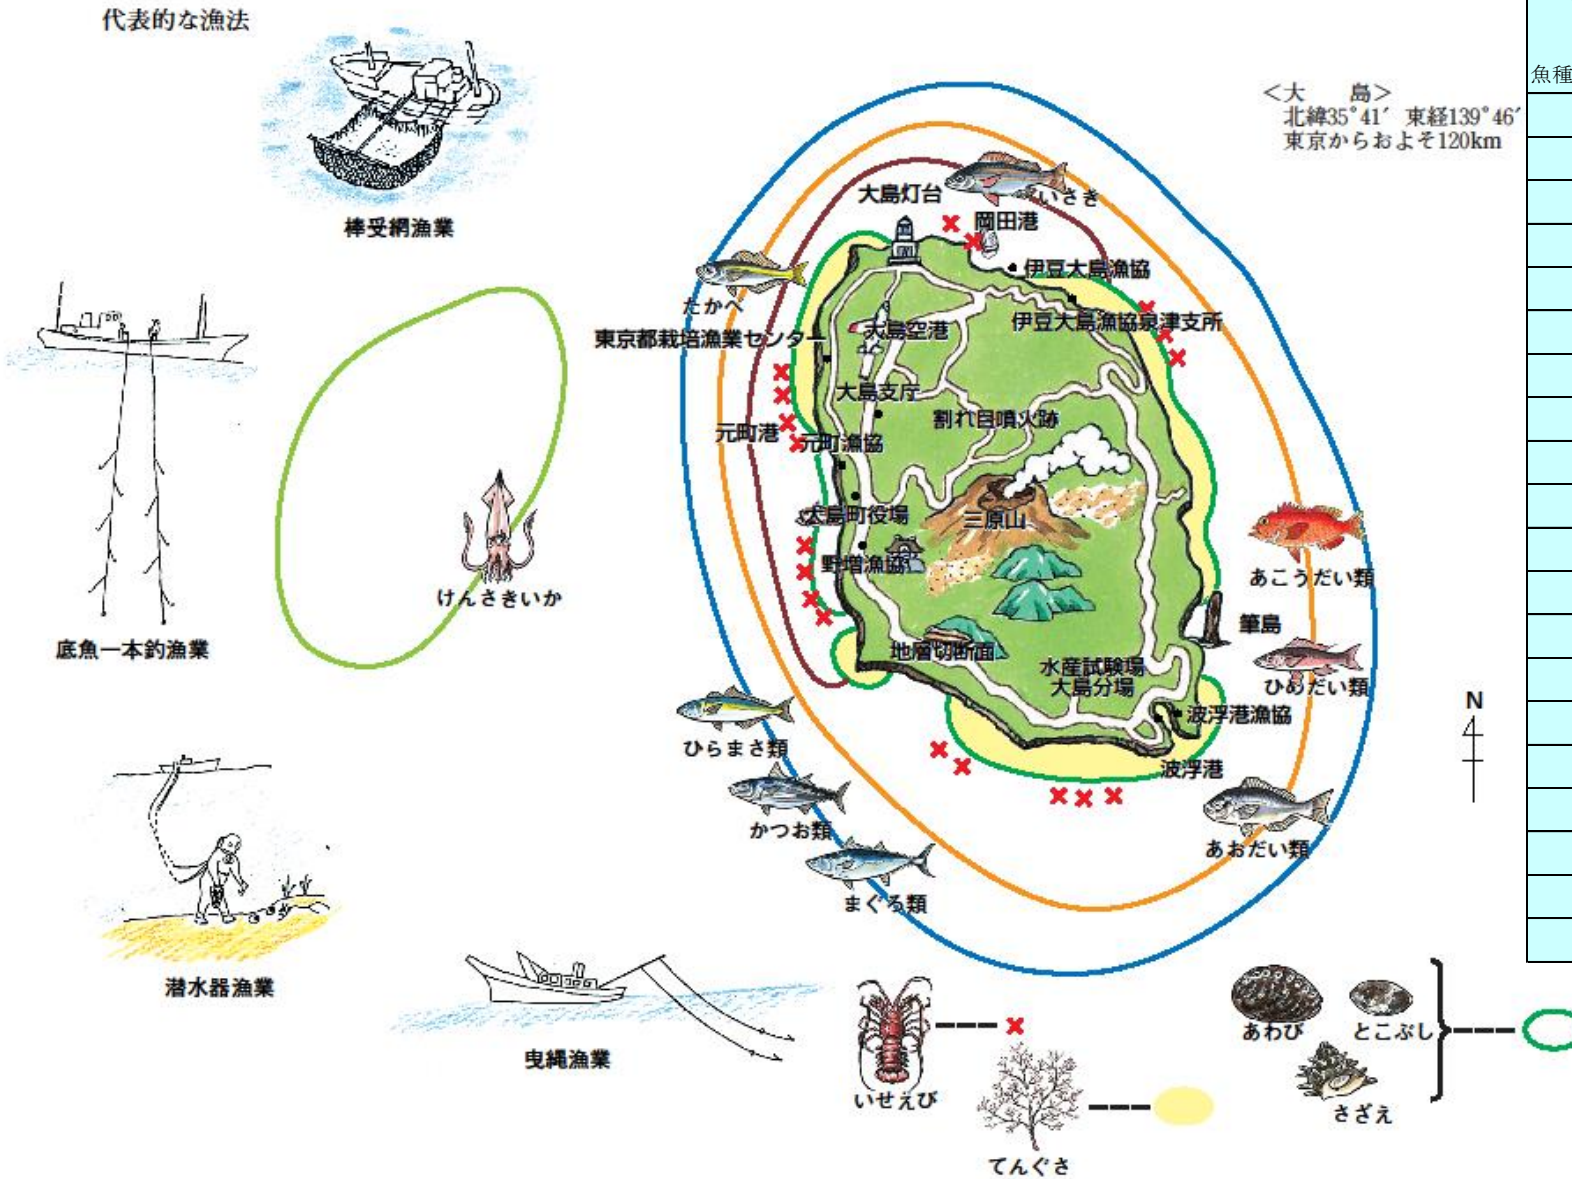 代表的な漁法
棒受網漁業
底魚一本釣漁業
潜水器漁業
曳縄漁業
けんさきいか
＜大　島＞
北緯35°41′ 東経139°46′
東京からおよそ120km
魚種
大島灯台
いさき
岡田港
伊豆大島漁協
たかべ
東京都栽培漁業センター
大島空港
伊豆大島漁協泉津支所
大島支庁
元町港
元町漁協
割れ目噴火跡
大島町役場
三原山
野増漁協
あこうだい類
筆島
地層切断面
水産試験場
大島分場
ひめだい類
波浮港漁協
ひらまさ類
波浮港
かつお類
あおだい類
まぐろ類
N
いせえび
てんぐさ
あわび
とこぶし
さざえ